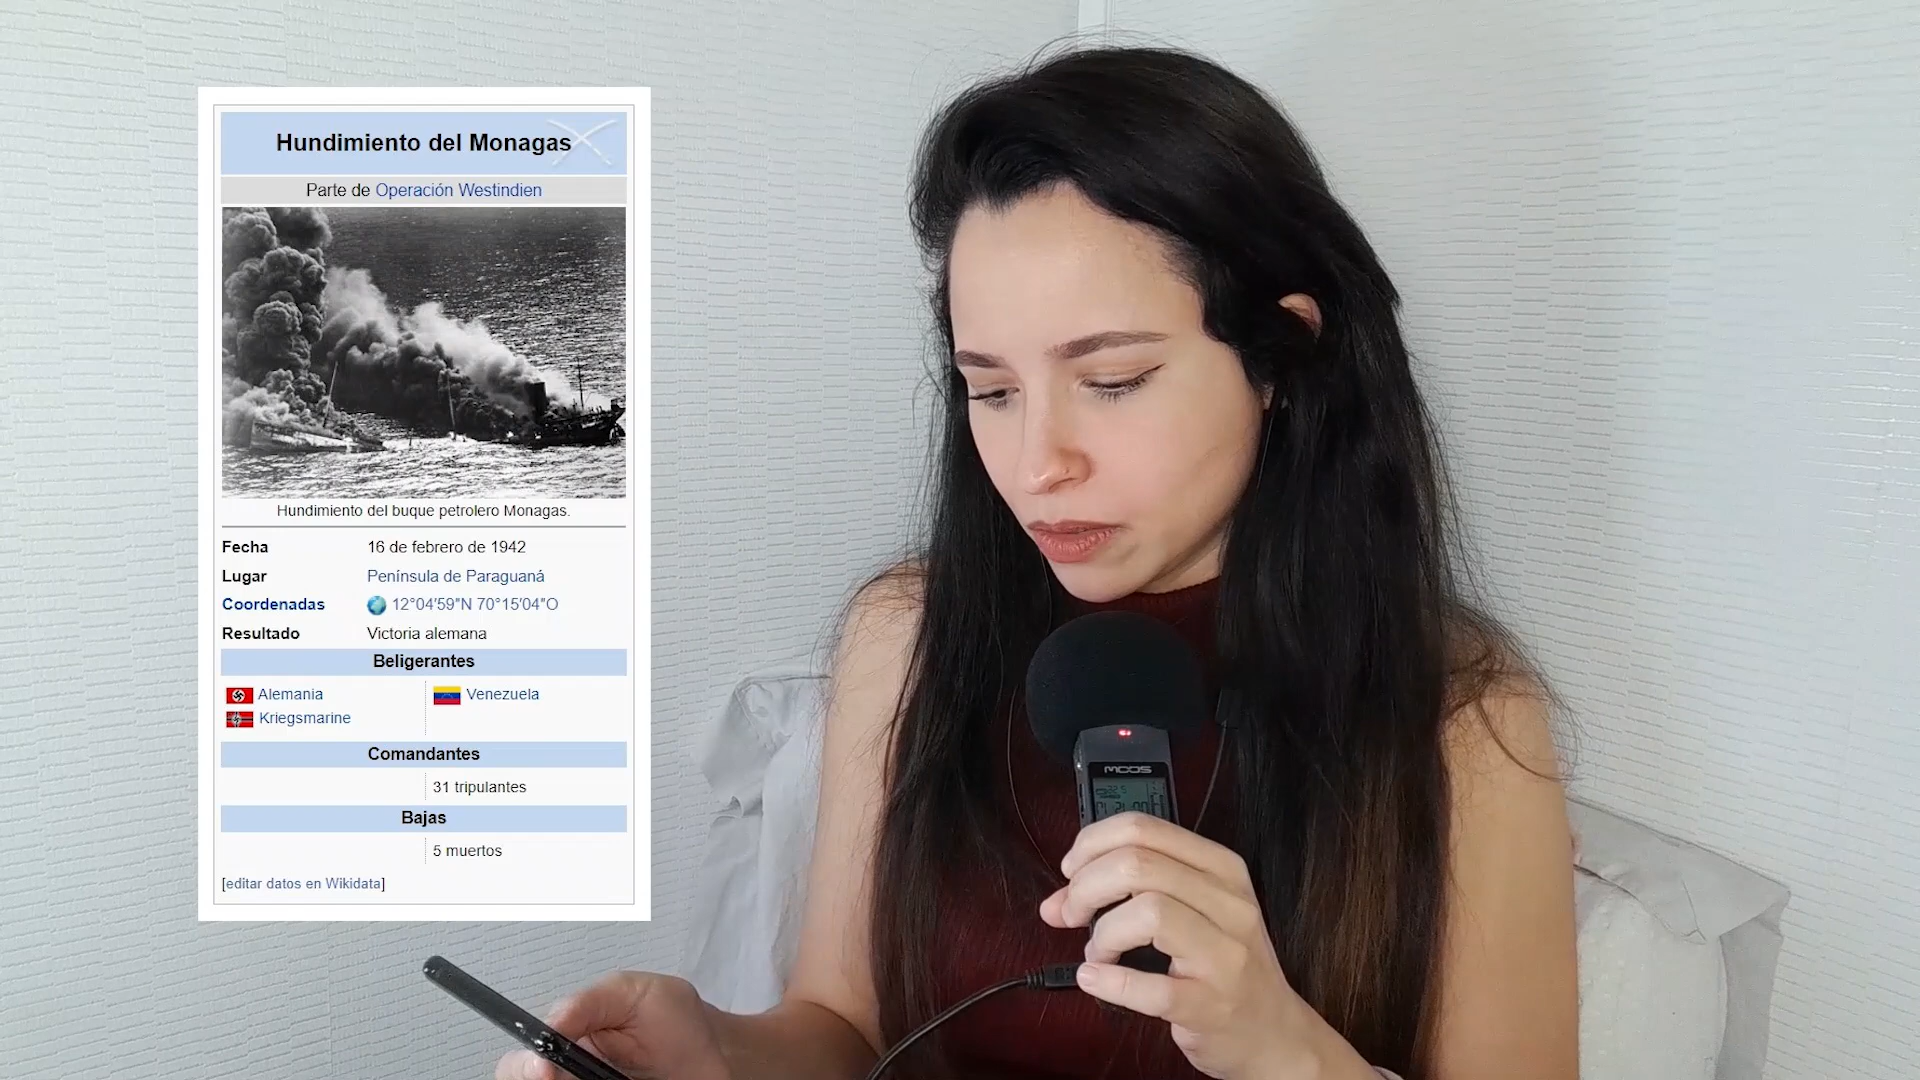 Hundimiento del Monagas
Parte de Operación Westindien
Hundimiento del buque petrolero Monagas.
Fecha 16 de febrero de 1942
Lugar Península de Paraguaná
Coordenadas 12°04′59″N 70°15′04″O
Resultado Victoria alemana
Beligerantes
Alemania Venezuela
Kriegsmarine
Comandantes
31 tripulantes
Bajas
5 muertos
[editar datos en Wikidata]
ZOOM